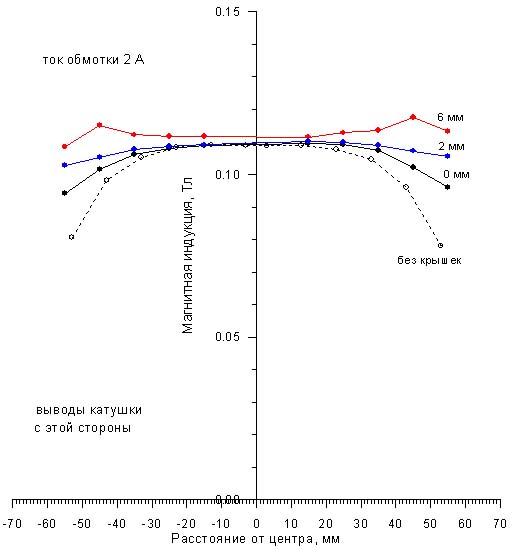 0.15
ток обмотки 2 А
6 мм
2 мм
0 мм
0.10
Магнитная индукция, Тл
без крышек
0.05
выводы катушки
с этой стороны
0.00
-70 -60 -50 -40 -30 -20 -10 0 10 20 30 40 50 60 70
Расстояние от центра, мм